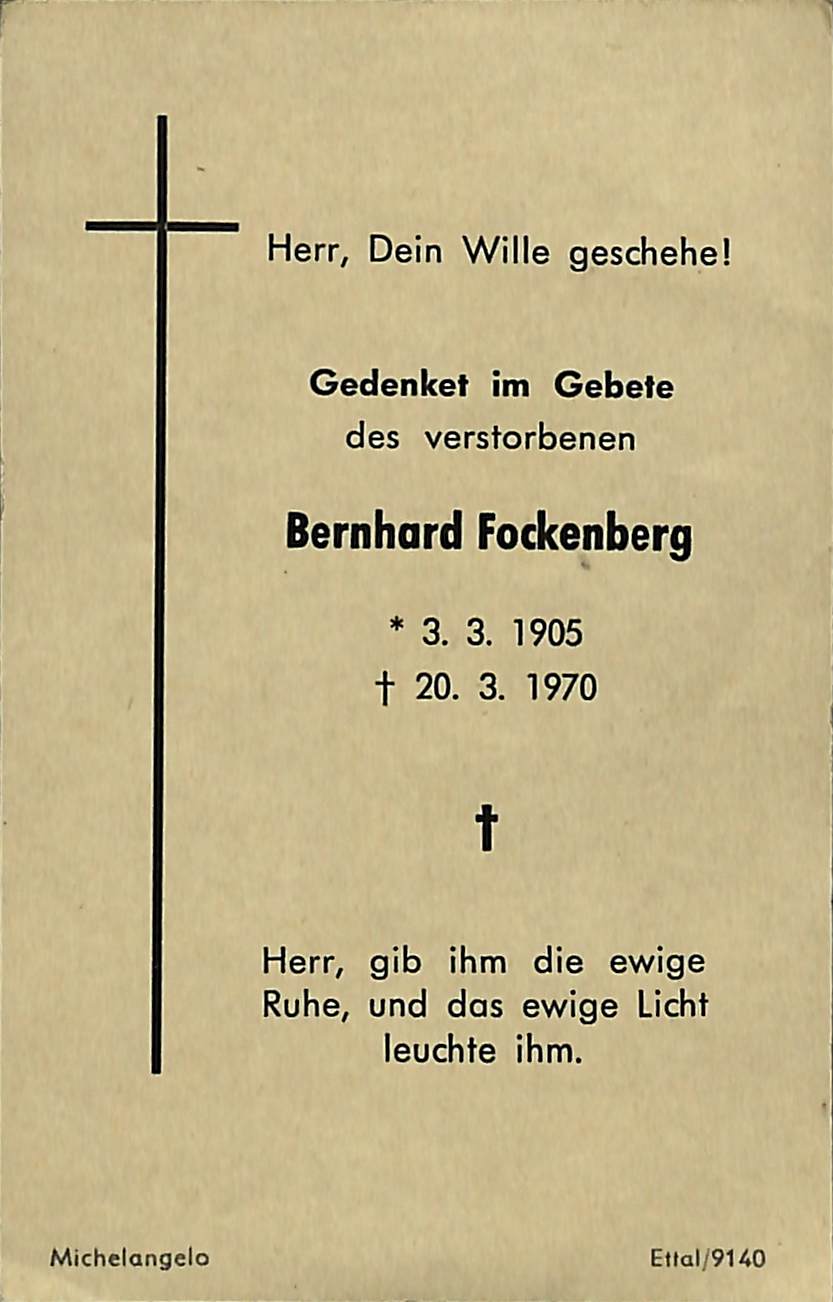 Herr, Dein Wille geschehe!
Gedenket im Gebete
des verstorbenen
Bernhard Fockenberg
* 3. 3. 1905
† 20. 3. 1970
†
Herr, gib ihm die ewige
Ruhe, und das ewige Licht
leuchte ihm.
Michelangelo Ettal/9140